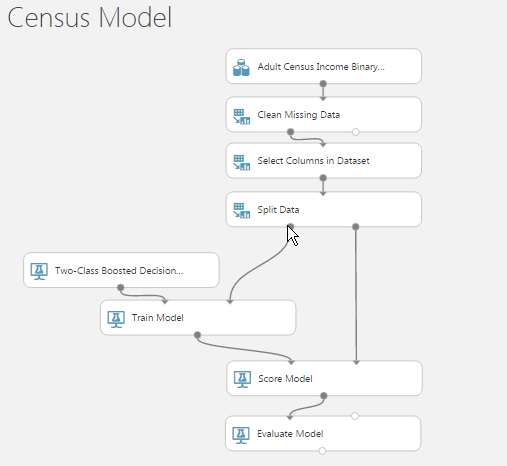 Census Model
Adult Census Income Binary...
Clean Missing Data
Select Columns in Dataset
Split Data
Two-Class Boosted Decision...
Train Model
Score Model
Evaluate Model